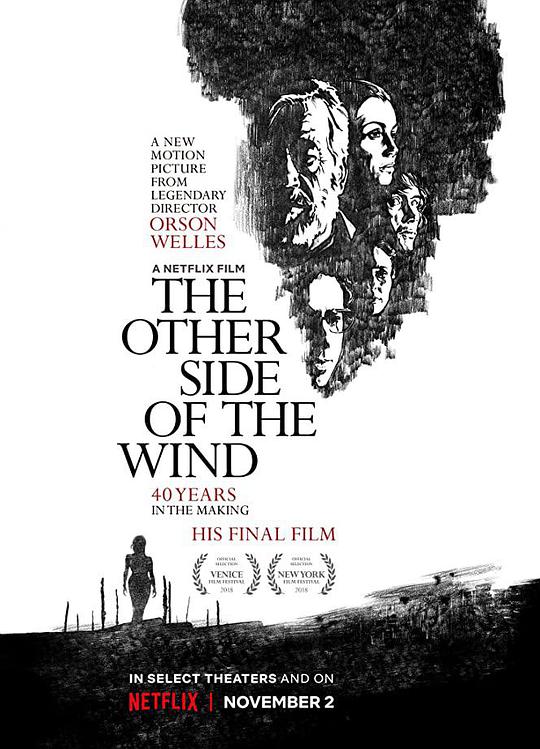 A NEW
MOTION
PICTURE
FROM
LEGENDARY
DIRECTOR
ORSON
WELLES
A NETFLIX FILM
THE
OTHER
SIDE
OF THE
WIND
40 YEARS
IN THE MAKING
HIS FINAL FILM
OFFICIAL
SELECTION
VENICE
FILM FESTIVAL
2018
OFFICIAL
SELECTION
NEW YORK
FILM FESTIVAL
2018
IN SELECT THEATERS AND ON
NETFLIX | NOVEMBER 2